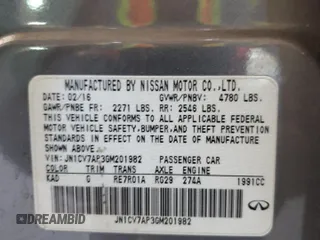 MANUFACTURED BY NISSAN MOTOR CO.,LTD.
DATE 02/16 GVWR/PNBV: 4780 LBS.
GAWR/PNBE FR: 2271 LBS. RR: 2546 LBS.
THIS VEHICLE CONFORMS TO ALL APPLICABLE FEDERAL
MOTOR VEHICLE SAFETY, BUMPER, AND THEFT PREVENTION
STANDARDS IN EFFECT ON THE DATE OF MANUFACTURE
SHOWN ABOVE.
VIN: JN1CV7AP3GM201982 PASSENGER CAR
COLOR TRIM TRANS AXLE ENGINE
KAD G RE7R01A RG29 274A 1991CC
JN1CV7AP3GM201982
DREAMBID